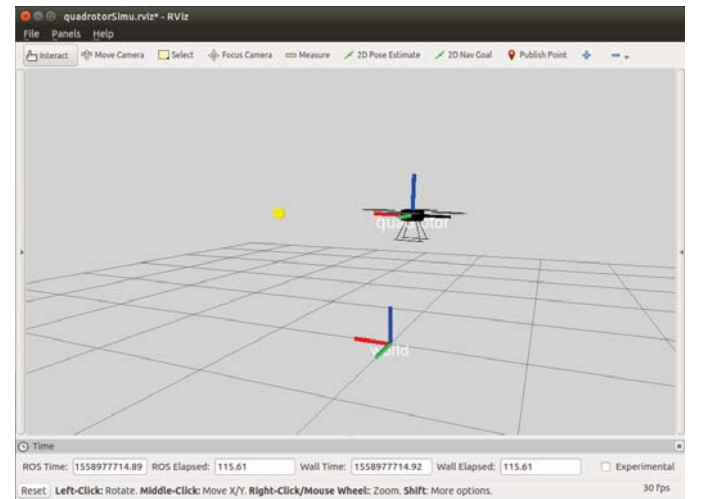 quadrotorSimu.rviz* - RViz
File Panels Help
Interact Move Camera Select Focus Camera Measure 2D Pose Estimate 2D Nav Goal Publish Point
quadrotor
world
Time
ROS Time: 1558977714.89 ROS Elapsed: 115.61 Wall Time: 1558977714.92 Wall Elapsed: 115.61 Experimental
Reset Left-Click: Rotate. Middle-Click: Move X/Y. Right-Click/Mouse Wheel:: Zoom. Shift: More options. 30 fps